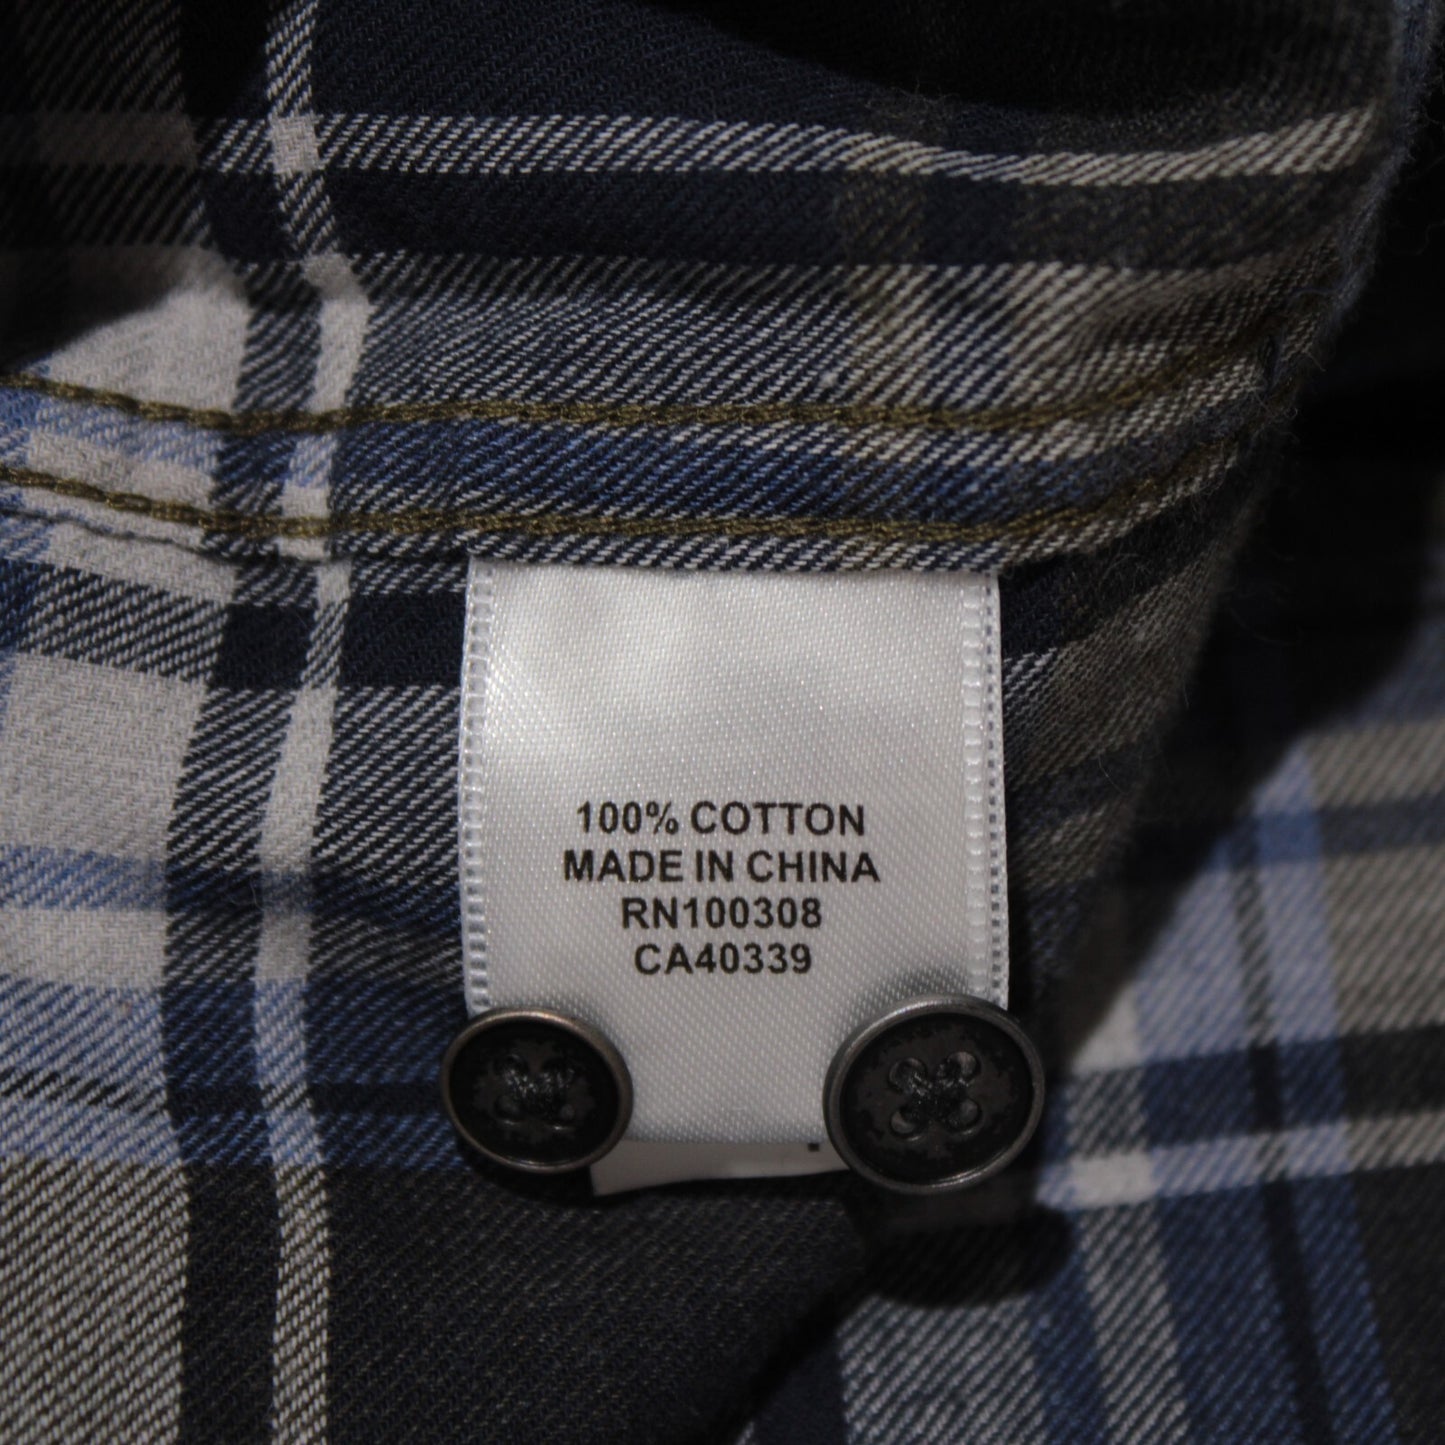 100% COTTON
MADE IN CHINA
RN100308
CA40339